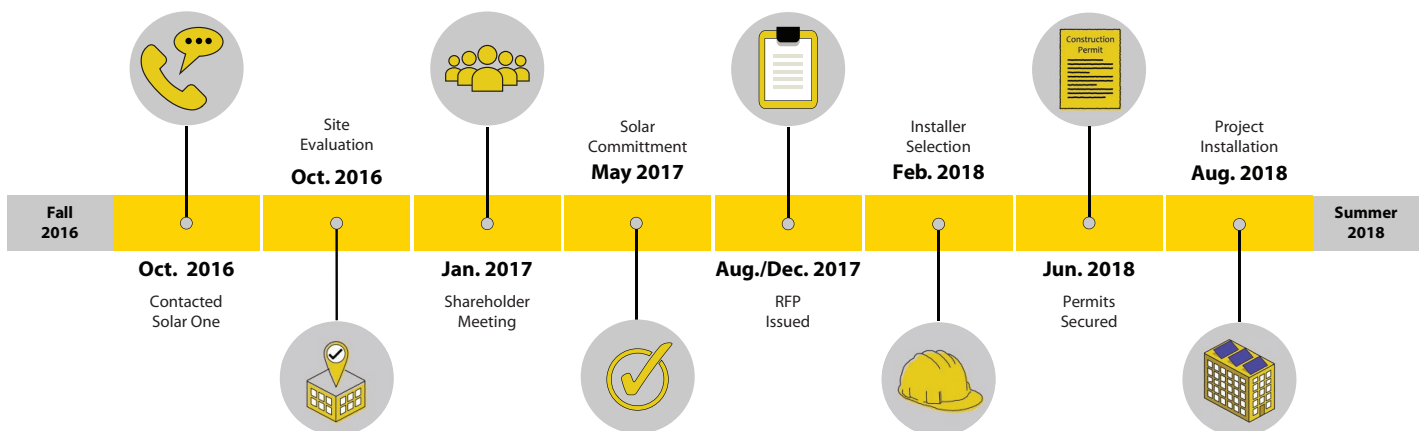 Construction
Permit
Site
Evaluation
Oct. 2016
Solar
Committment
May 2017
Installer
Selection
Feb. 2018
Project
Installation
Aug. 2018
Fall
2016
Summer
2018
Oct. 2016
Contacted
Solar One
Jan. 2017
Shareholder
Meeting
Aug./Dec. 2017
RFP
Issued
Jun. 2018
Permits
Secured